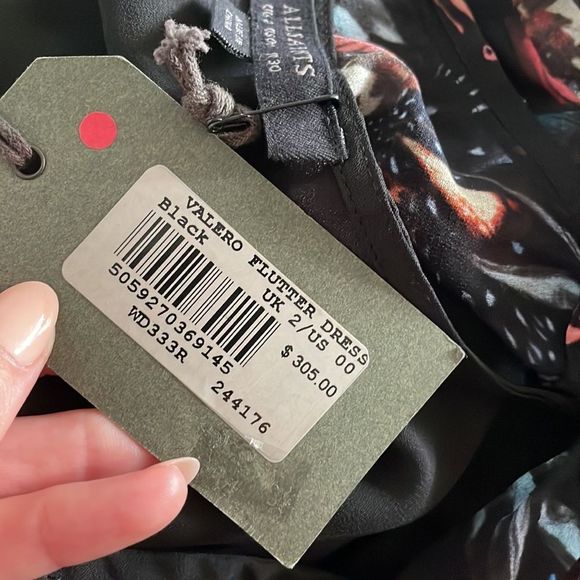 ALLSAINTS
VALERO FLUTTER DRESS
Black UK 2/US 00
$305.00
5059270369145
WD333R 244176